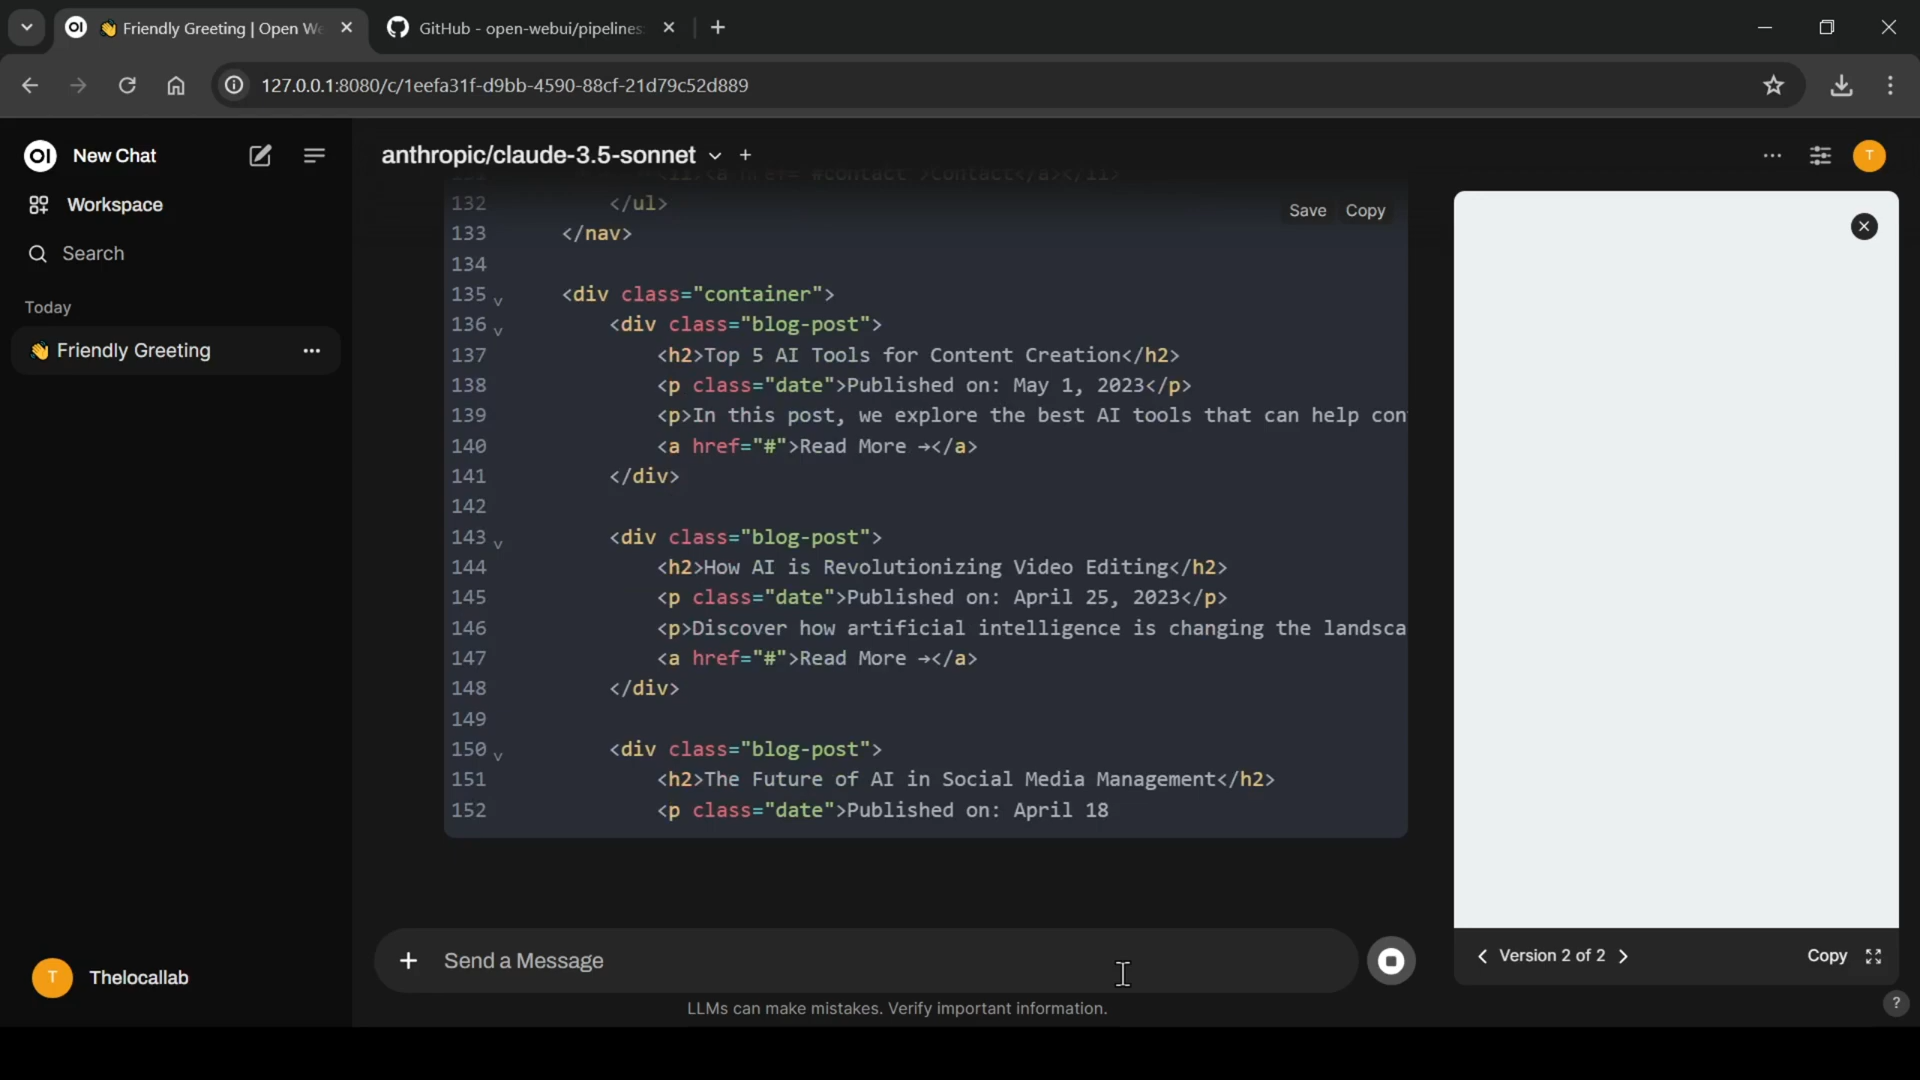 👋 Friendly Greeting | Open We
GitHub - open-webui/pipelines:
127.0.0.1:8080/c/1eefa31f-d9bb-4590-88cf-21d79c52d889
OI New Chat
Workspace
Search
Today
👋 Friendly Greeting
Thelocallab
T
anthropic/claude-3.5-sonnet
T
131 <li><a href="#contact">Contact</a></li>
Save Copy
132 </ul>
133 </nav>
134
135 <div class="container">
136 <div class="blog-post">
137 <h2>Top 5 AI Tools for Content Creation</h2>
138 <p class="date">Published on: May 1, 2023</p>
139 <p>In this post, we explore the best AI tools that can help con
140 <a href="#">Read More →</a>
141 </div>
142
143 <div class="blog-post">
144 <h2>How AI is Revolutionizing Video Editing</h2>
145 <p class="date">Published on: April 25, 2023</p>
146 <p>Discover how artificial intelligence is changing the landsca
147 <a href="#">Read More →</a>
148 </div>
149
150 <div class="blog-post">
151 <h2>The Future of AI in Social Media Management</h2>
152 <p class="date">Published on: April 18
Send a Message
LLMs can make mistakes. Verify important information.
Version 2 of 2
Copy
?